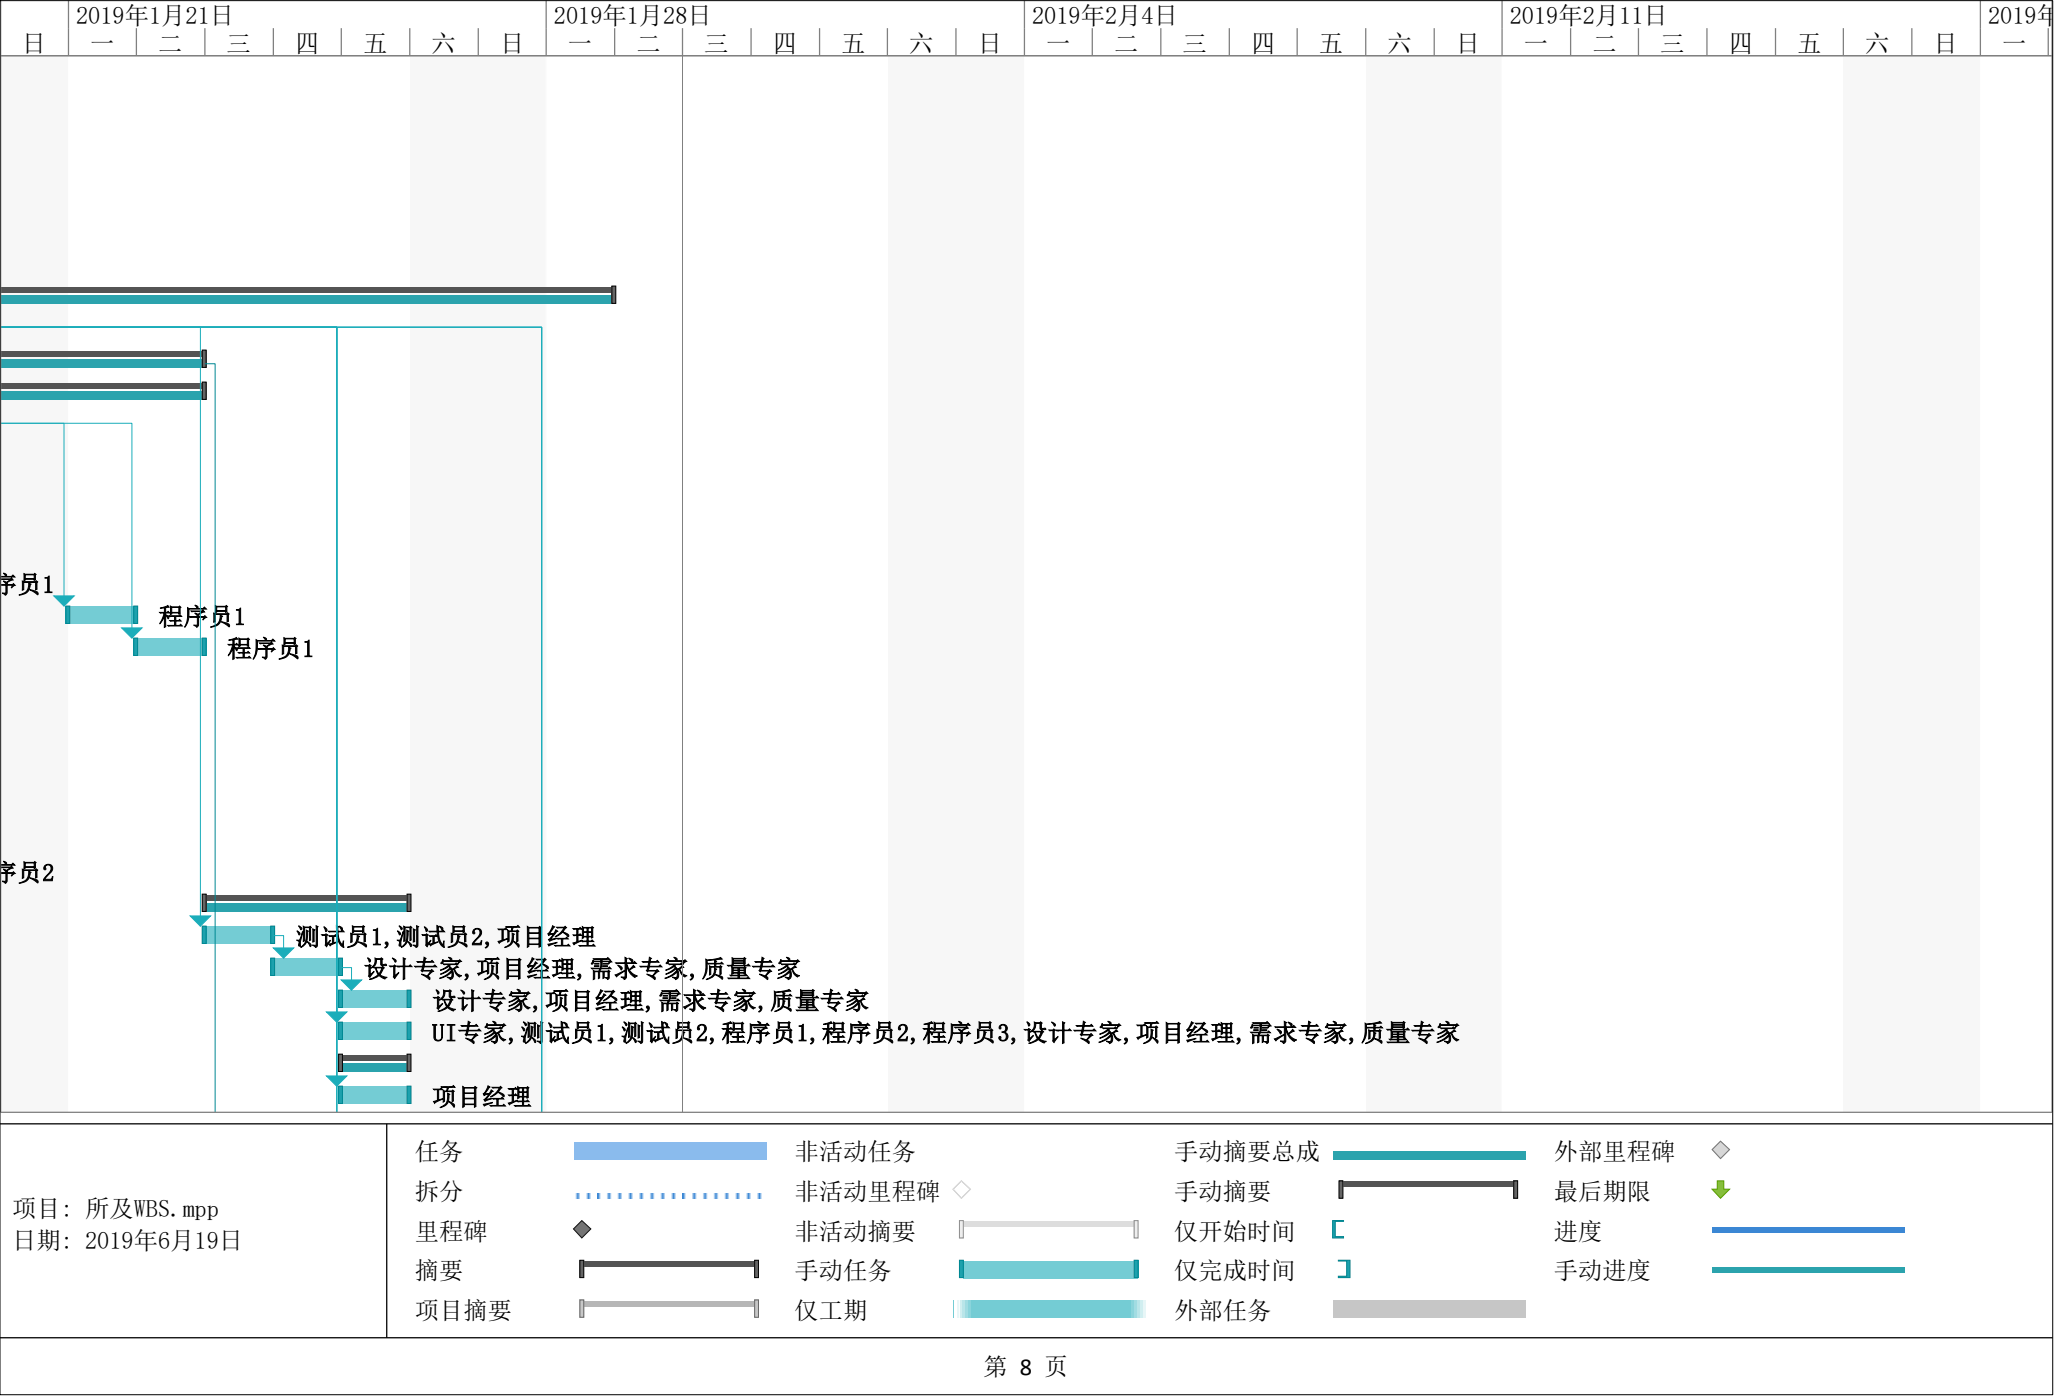 2019年1月21日 2019年1月28日 2019年2月4日 2019年2月11日 2019年
日 一 二 三 四 五 六 日 一 二 三 四 五 六 日 一 二 三 四 五 六 日 一 二 三 四 五 六 日 一
序员1
程序员1
程序员1
序员2
测试员1,测试员2,项目经理
设计专家,项目经理,需求专家,质量专家
设计专家,项目经理,需求专家,质量专家
UI专家,测试员1,测试员2,程序员1,程序员2,程序员3,设计专家,项目经理,需求专家,质量专家
项目经理
项目: 所及WBS.mpp
日期: 2019年6月19日
任务 非活动任务 手动摘要总成 外部里程碑
拆分 非活动里程碑 手动摘要 最后期限
里程碑 非活动摘要 仅开始时间 进度
摘要 手动任务 仅完成时间 手动进度
项目摘要 仅工期 外部任务
第 8 页